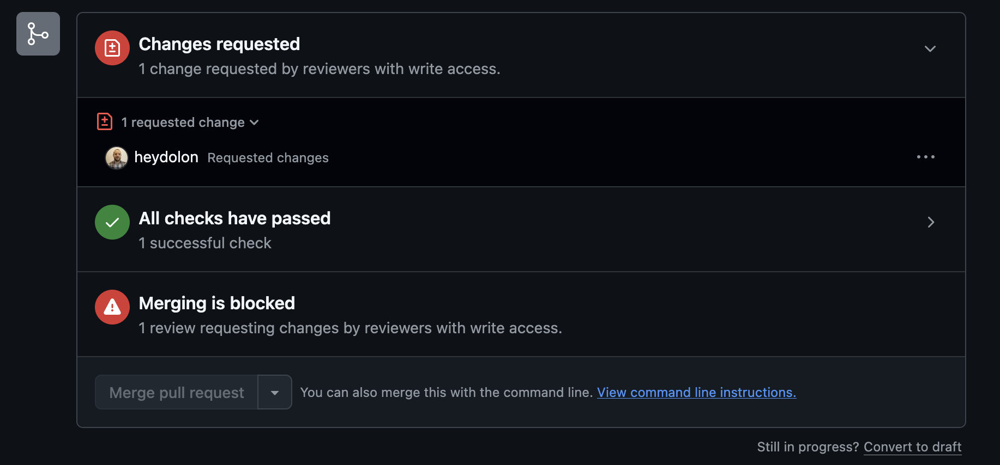 Changes requested
1 change requested by reviewers with write access.
1 requested change
heydolon Requested changes
All checks have passed
1 successful check
Merging is blocked
1 review requesting changes by reviewers with write access.
Merge pull request You can also merge this with the command line. View command line instructions.
Still in progress? Convert to draft